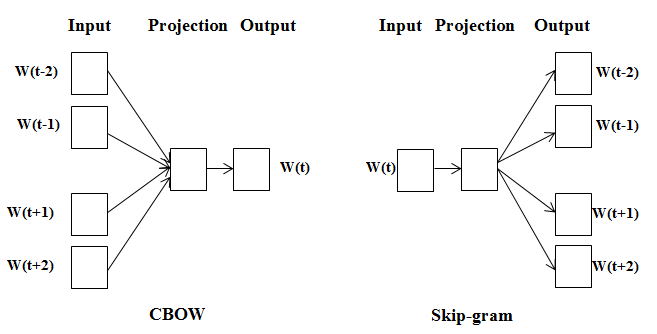 Input Projection Output
W(t-2)
W(t-1)
W(t)
W(t+1)
W(t+2)
CBOW
Input Projection Output
W(t-2)
W(t-1)
W(t)
W(t+1)
W(t+2)
Skip-gram